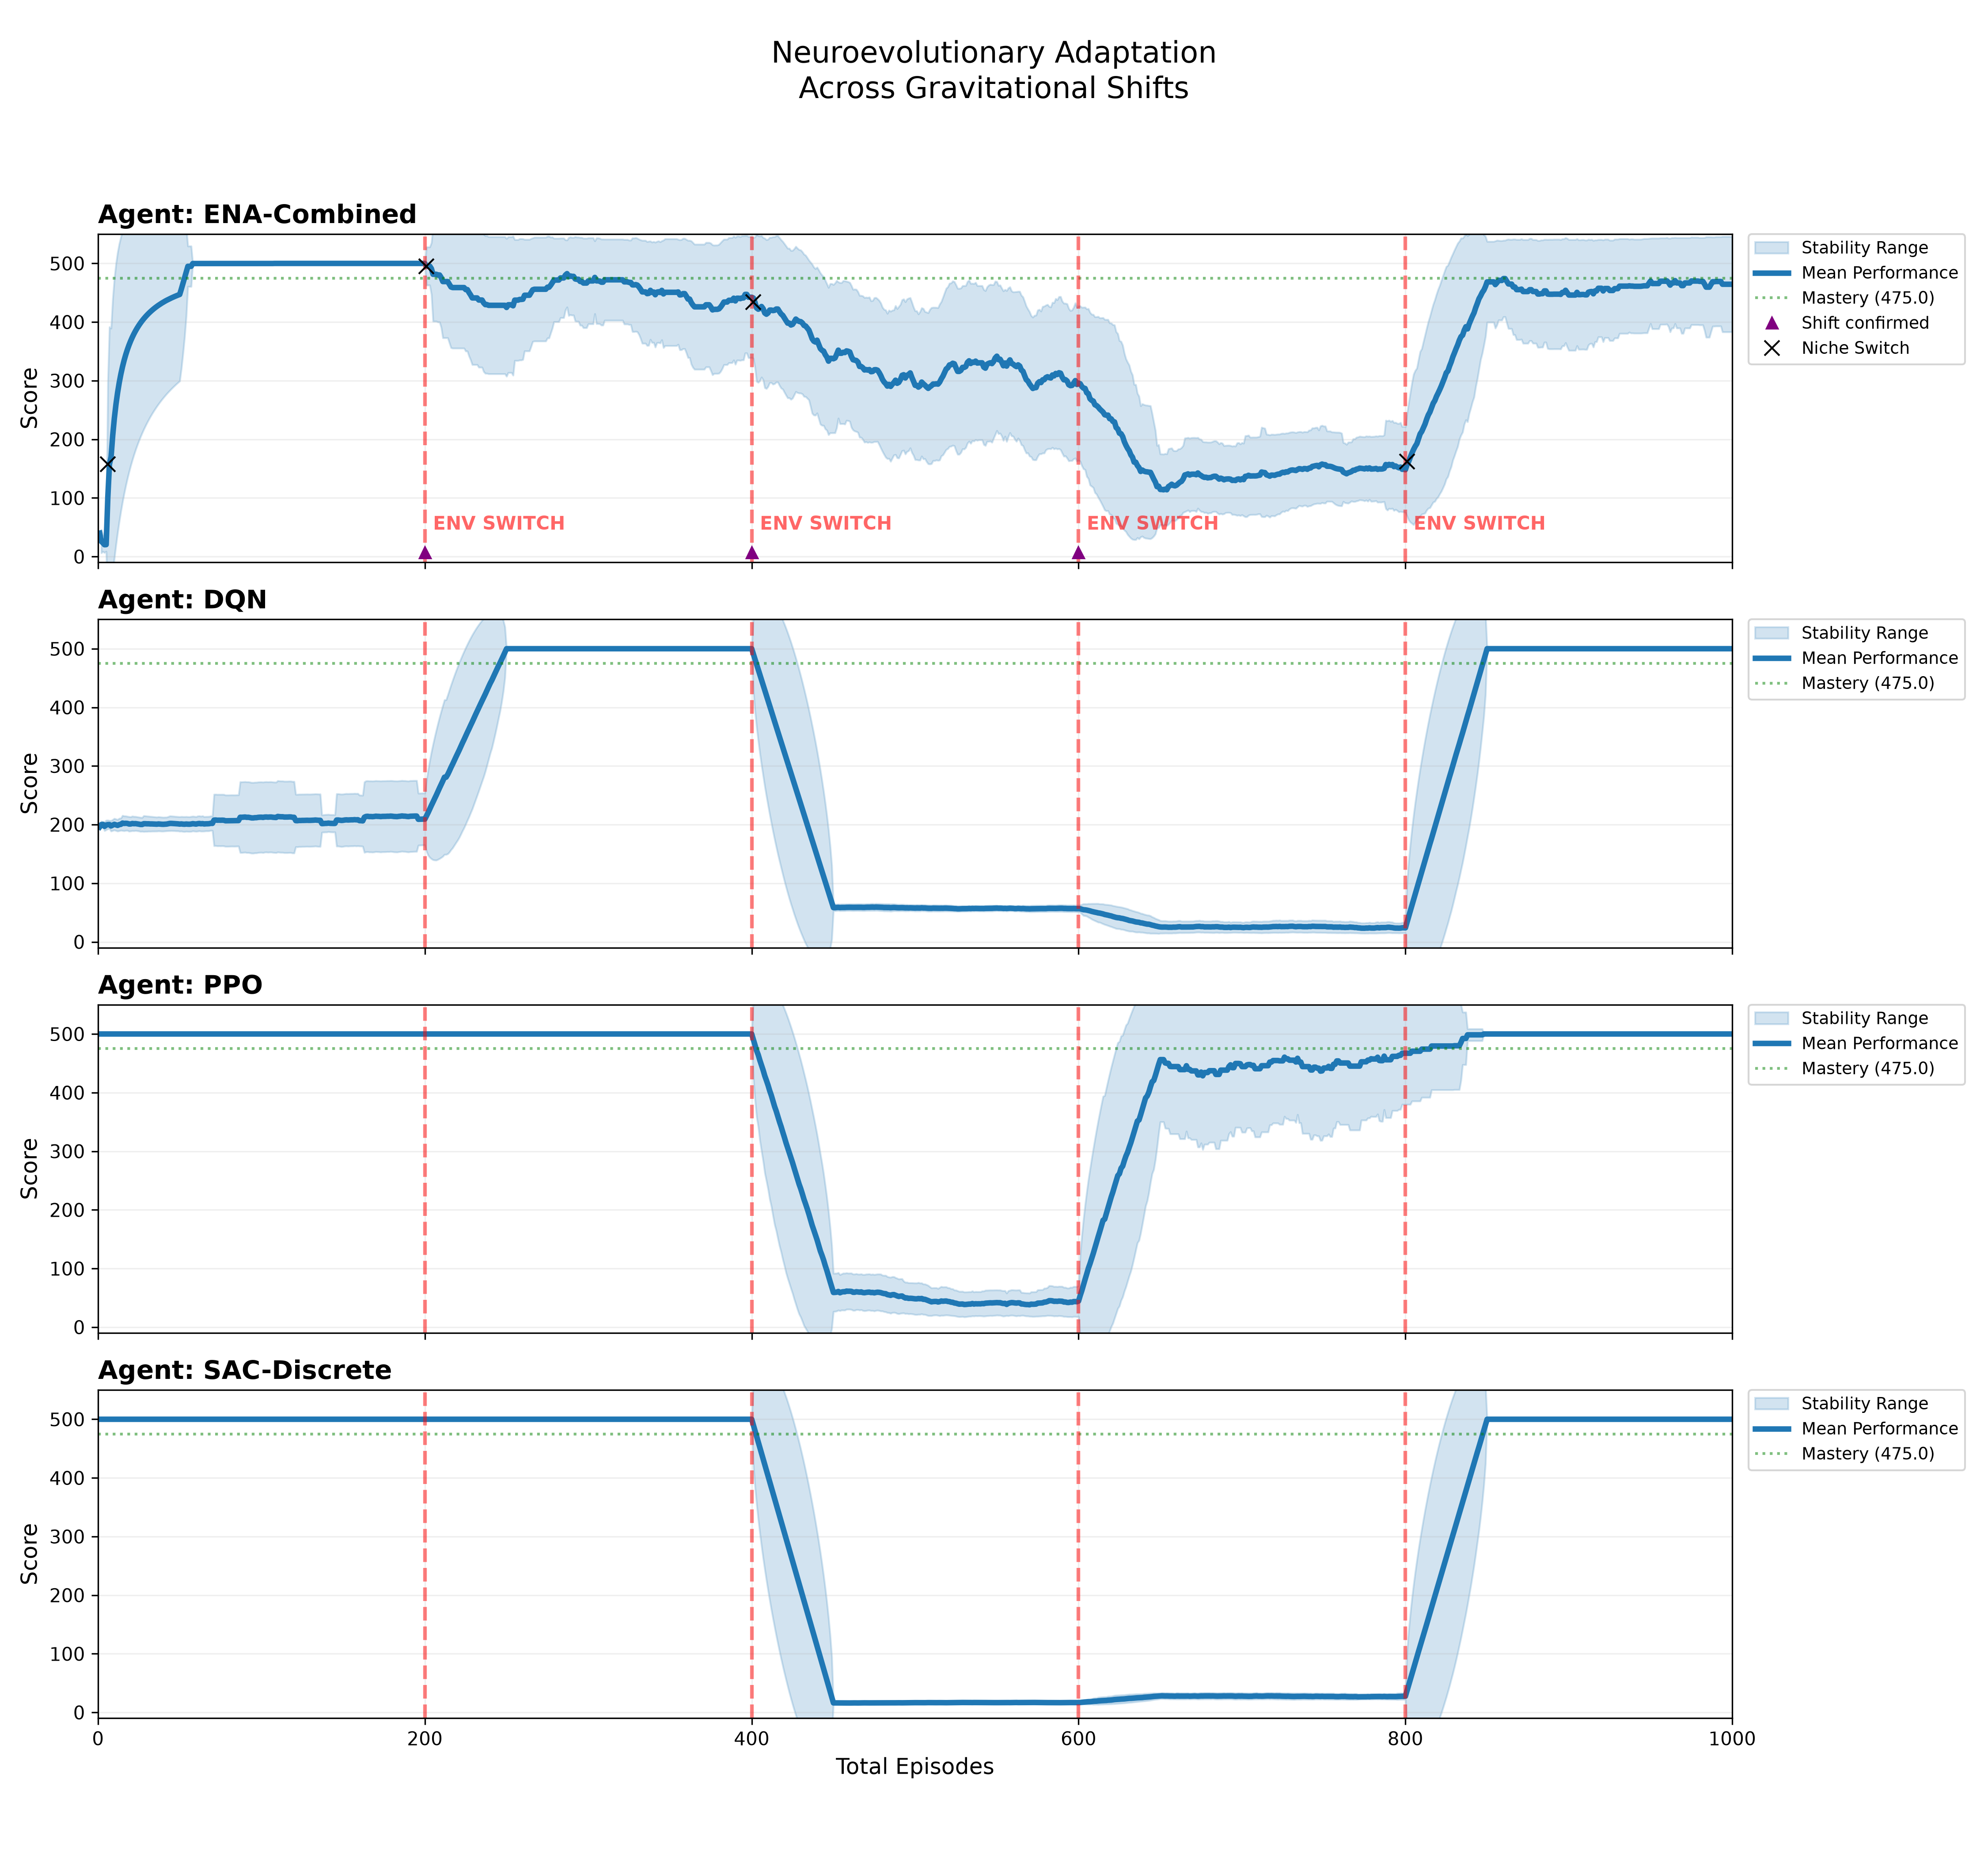 Neuroevolutionary Adaptation
Across Gravitational Shifts
Agent: ENA-Combined
Score
500
400
300
200
100
0
ENV SWITCH
ENV SWITCH
ENV SWITCH
ENV SWITCH
Stability Range
Mean Performance
Mastery (475.0)
Shift confirmed
Niche Switch
Agent: DQN
Score
500
400
300
200
100
0
Stability Range
Mean Performance
Mastery (475.0)
Agent: PPO
Score
500
400
300
200
100
0
Stability Range
Mean Performance
Mastery (475.0)
Agent: SAC-Discrete
Score
500
400
300
200
100
0
Stability Range
Mean Performance
Mastery (475.0)
0
200
400
600
800
1000
Total Episodes